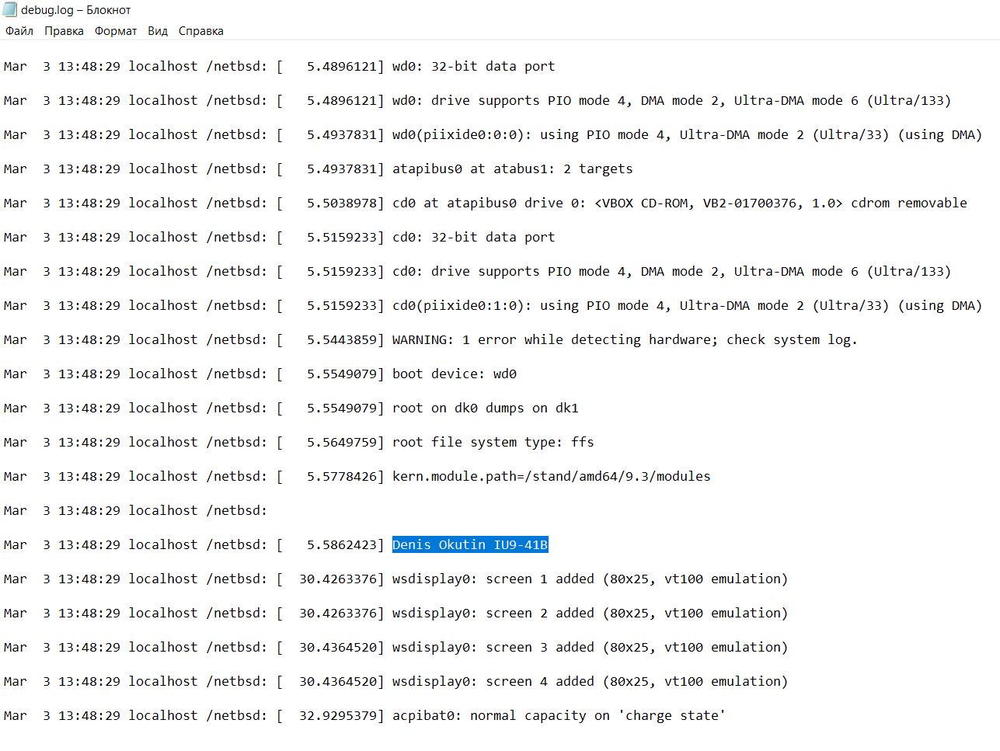 debug.log – Блокнот
Файл Правка Формат Вид Справка
Mar  3 13:48:29 localhost /netbsd: [   5.4896121] wd0: 32-bit data port
Mar  3 13:48:29 localhost /netbsd: [   5.4896121] wd0: drive supports PIO mode 4, DMA mode 2, Ultra-DMA mode 6 (Ultra/133)
Mar  3 13:48:29 localhost /netbsd: [   5.4937831] wd0(piixide0:0:0): using PIO mode 4, Ultra-DMA mode 2 (Ultra/33) (using DMA)
Mar  3 13:48:29 localhost /netbsd: [   5.4937831] atapibus0 at atabus1: 2 targets
Mar  3 13:48:29 localhost /netbsd: [   5.5038978] cd0 at atapibus0 drive 0: <VBOX CD-ROM, VB2-01700376, 1.0> cdrom removable
Mar  3 13:48:29 localhost /netbsd: [   5.5159233] cd0: 32-bit data port
Mar  3 13:48:29 localhost /netbsd: [   5.5159233] cd0: drive supports PIO mode 4, DMA mode 2, Ultra-DMA mode 6 (Ultra/133)
Mar  3 13:48:29 localhost /netbsd: [   5.5159233] cd0(piixide0:1:0): using PIO mode 4, Ultra-DMA mode 2 (Ultra/33) (using DMA)
Mar  3 13:48:29 localhost /netbsd: [   5.5443859] WARNING: 1 error while detecting hardware; check system log.
Mar  3 13:48:29 localhost /netbsd: [   5.5549079] boot device: wd0
Mar  3 13:48:29 localhost /netbsd: [   5.5549079] root on dk0 dumps on dk1
Mar  3 13:48:29 localhost /netbsd: [   5.5649759] root file system type: ffs
Mar  3 13:48:29 localhost /netbsd: [   5.5778426] kern.module.path=/stand/amd64/9.3/modules
Mar  3 13:48:29 localhost /netbsd:
Mar  3 13:48:29 localhost /netbsd: [   5.5862423] Denis Okutin IU9-41B
Mar  3 13:48:29 localhost /netbsd: [  30.4263376] wsdisplay0: screen 1 added (80x25, vt100 emulation)
Mar  3 13:48:29 localhost /netbsd: [  30.4263376] wsdisplay0: screen 2 added (80x25, vt100 emulation)
Mar  3 13:48:29 localhost /netbsd: [  30.4364520] wsdisplay0: screen 3 added (80x25, vt100 emulation)
Mar  3 13:48:29 localhost /netbsd: [  30.4364520] wsdisplay0: screen 4 added (80x25, vt100 emulation)
Mar  3 13:48:29 localhost /netbsd: [  32.9295379] acpibat0: normal capacity on 'charge state'